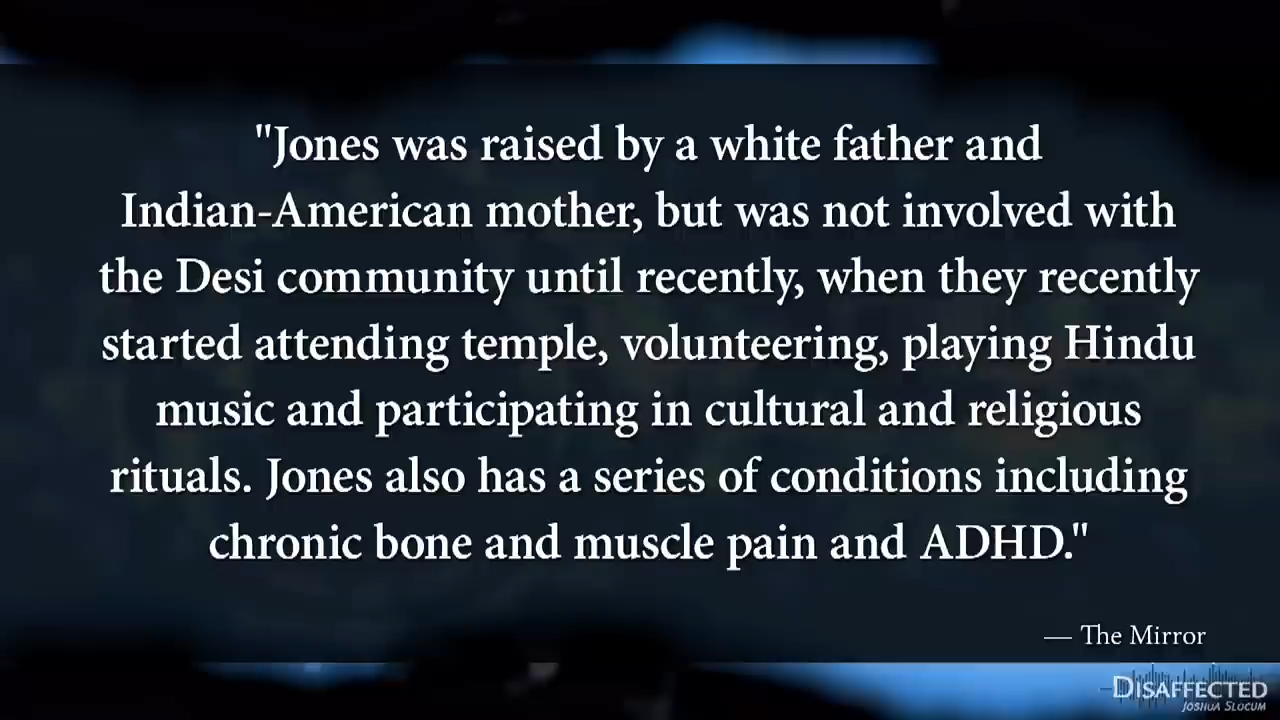 "Jones was raised by a white father and
Indian-American mother, but was not involved with
the Desi community until recently, when they recently
started attending temple, volunteering, playing Hindu
music and participating in cultural and religious
rituals. Jones also has a series of conditions including
chronic bone and muscle pain and ADHD."
— The Mirror
DISAFFECTED
JOSHUA SLOCUM